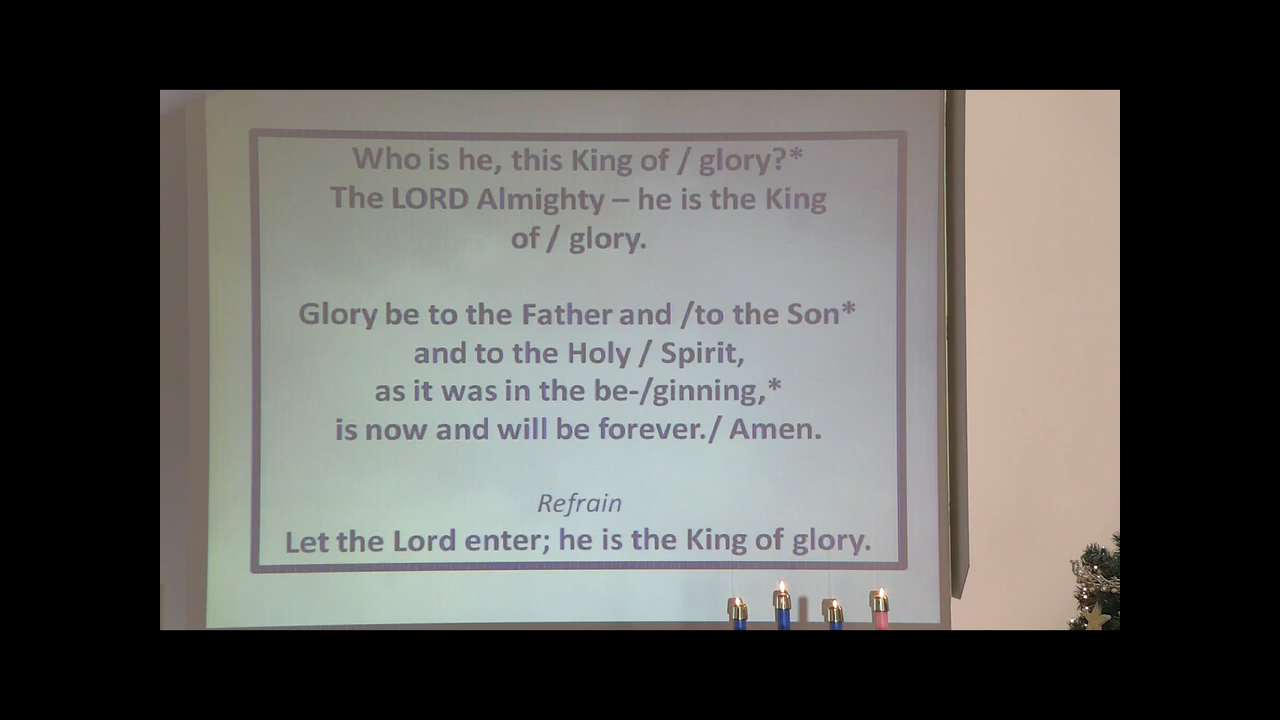 Who is he, this King of / glory?*
The LORD Almighty – he is the King
of / glory.
Glory be to the Father and /to the Son*
and to the Holy / Spirit,
as it was in the be-/ginning,*
is now and will be forever./ Amen.
Refrain
Let the Lord enter; he is the King of glory.